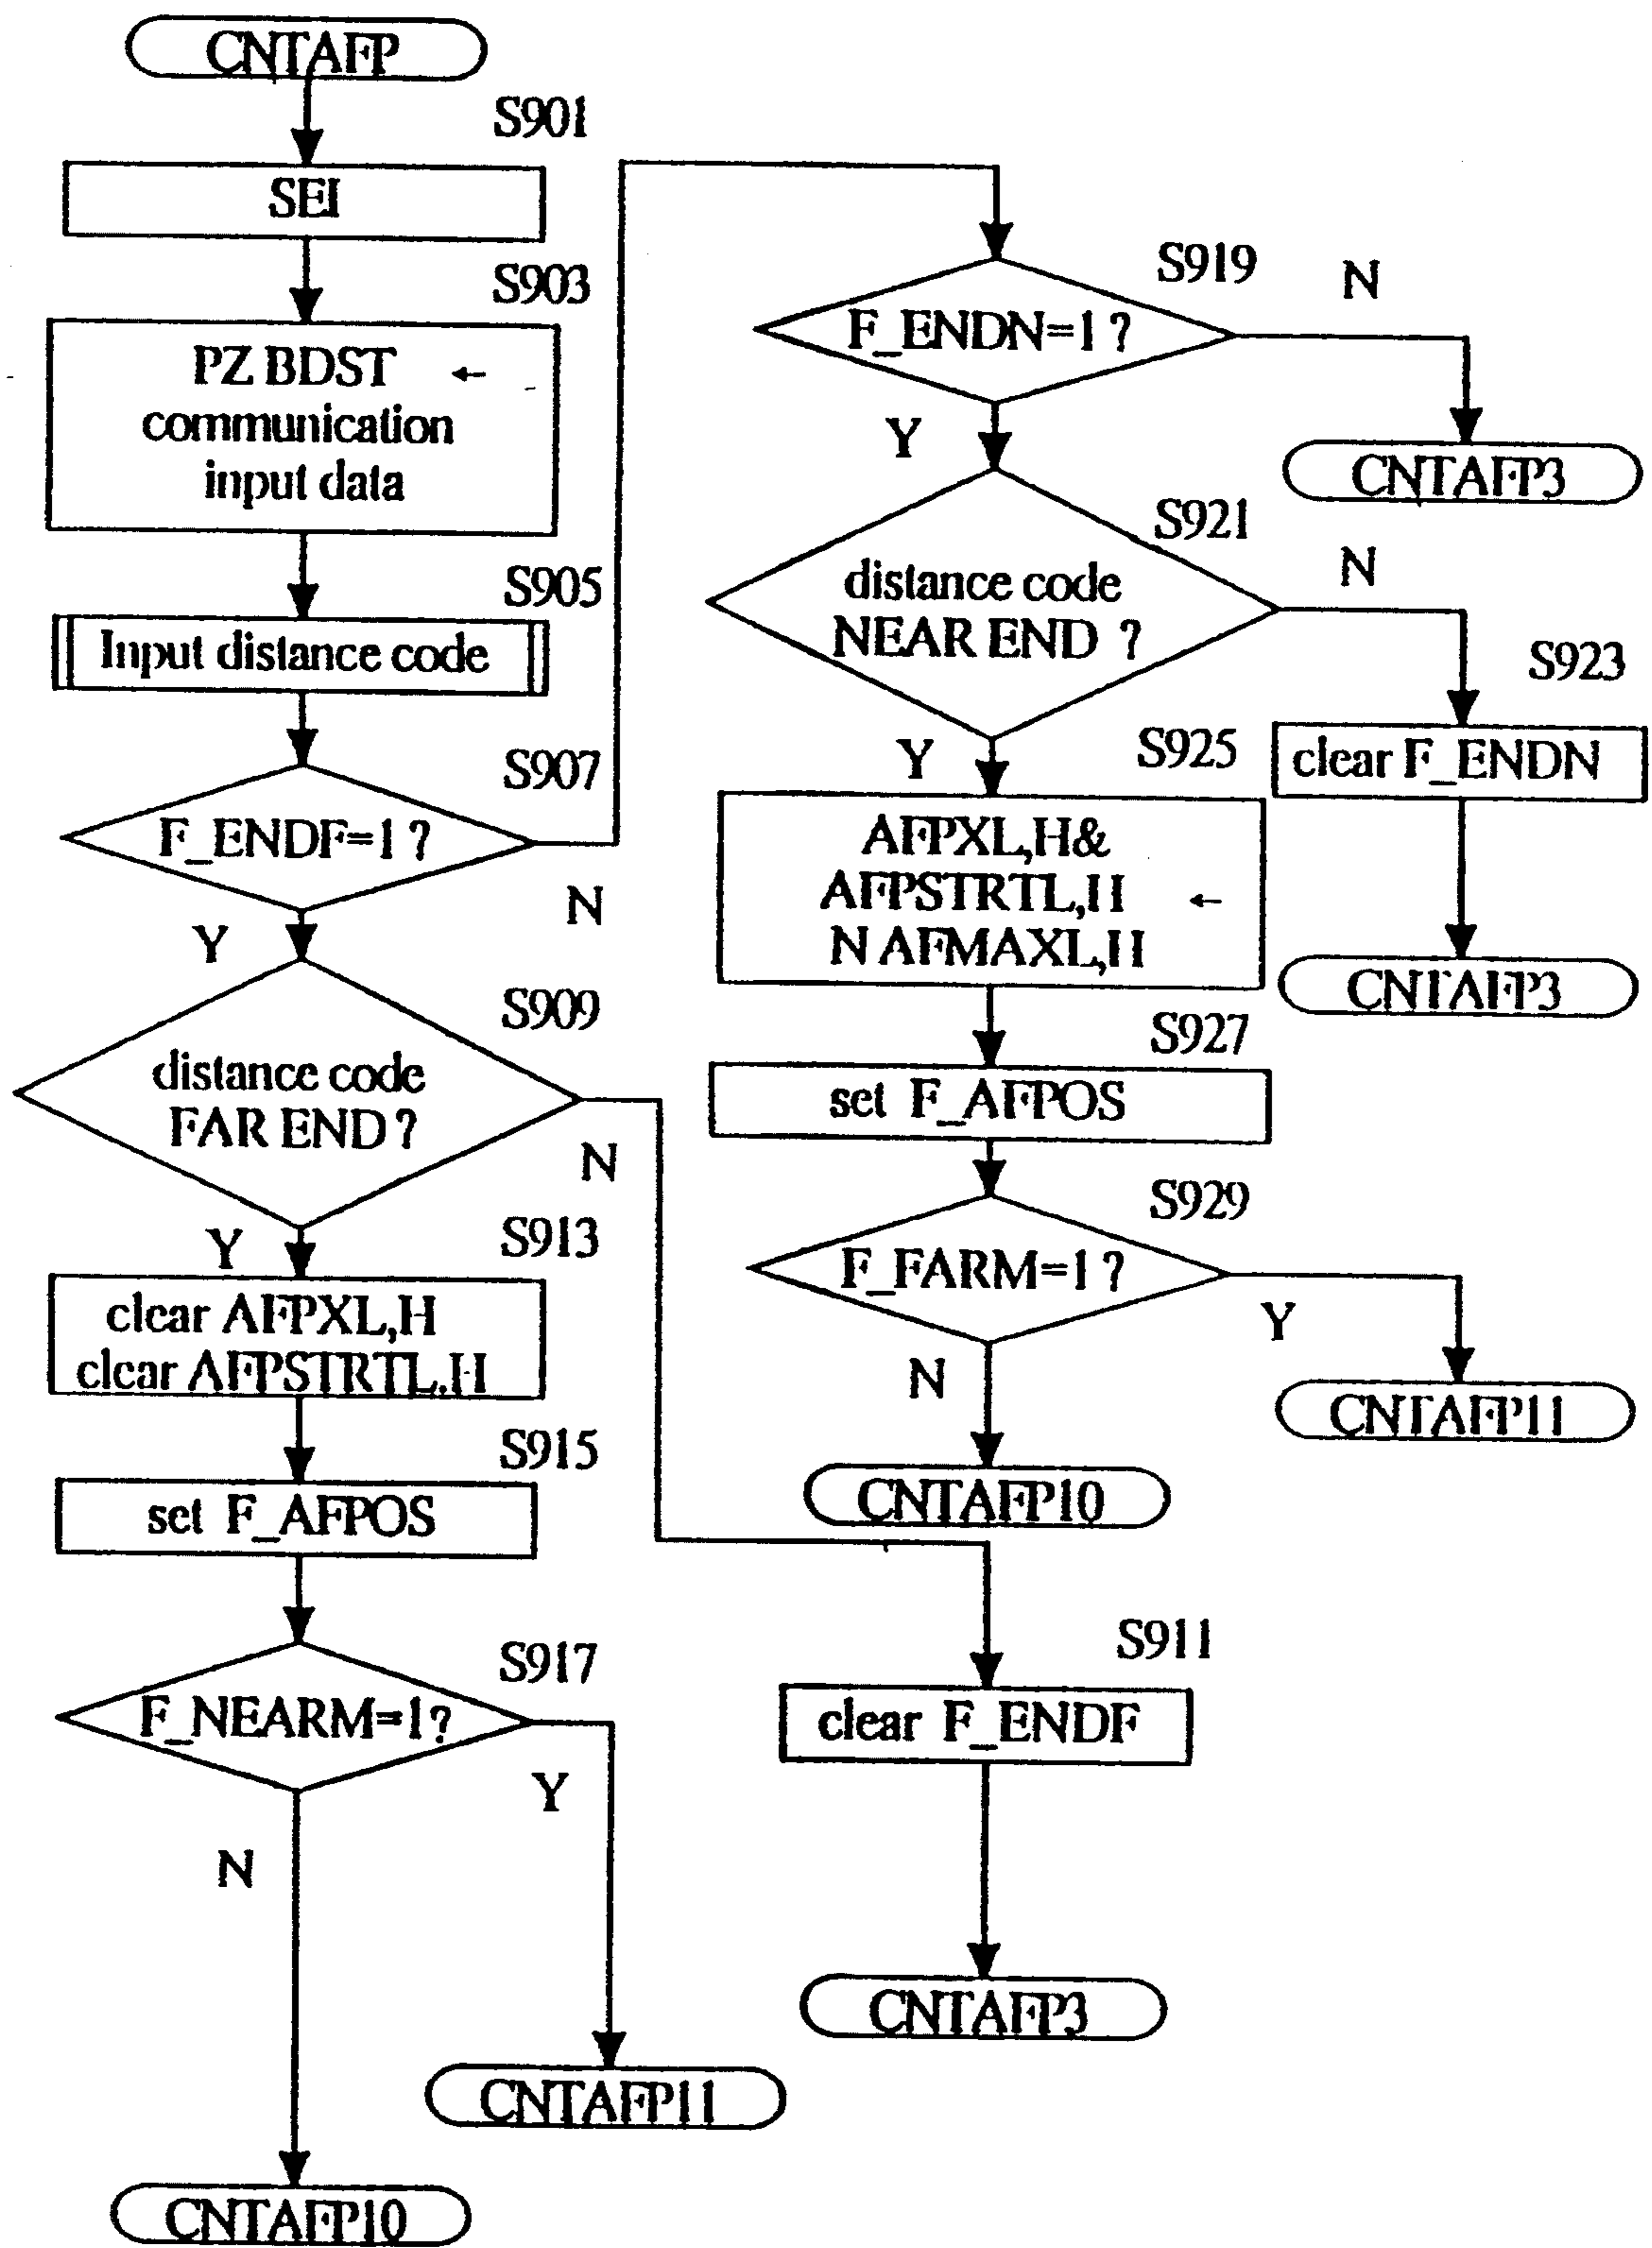 CNTAFP
S901
SEI
S903
PZ BDST ←
communication
input data
S905
Input distance code
S907
F_ENDF=1 ?
N
Y
S909
distance code
FAR END ?
N
Y
S913
clear AFPXL,H
clear AFPSTRTL,H
S915
set F_AFPOS
S917
F_NEARM=1?
Y
N
CNTAFP11
CNTAFP10
S919
N
F_ENDN=1 ?
Y
CNTAFP3
S921
N
distance code
NEAR END ?
S923
Y
clear F_ENDN
CNTAFP3
S925
AFPXL,H&
AFPSTRTL,H ←
N AFMAXL,H
S927
set F_AFPOS
S929
F_FARM=1 ?
Y
N
CNTAFP11
CNTAFP10
S911
clear F_ENDF
CNTAFP3